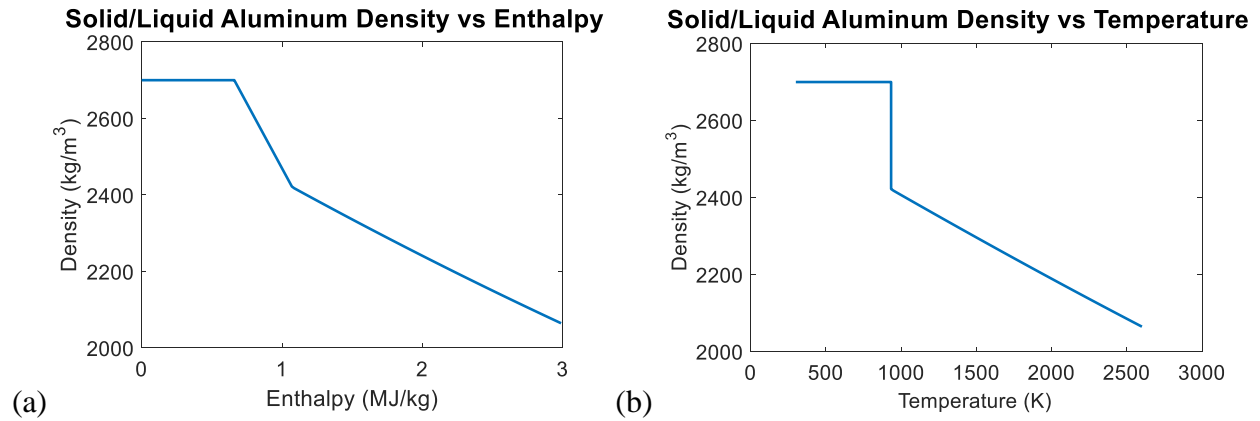 Solid/Liquid Aluminum Density vs Enthalpy
2800
2600
2400
2200
2000
Density (kg/m³)
0 1 2 3
Enthalpy (MJ/kg)
(a)
Solid/Liquid Aluminum Density vs Temperature
2800
2600
2400
2200
2000
Density (kg/m³)
0 500 1000 1500 2000 2500 3000
Temperature (K)
(b)